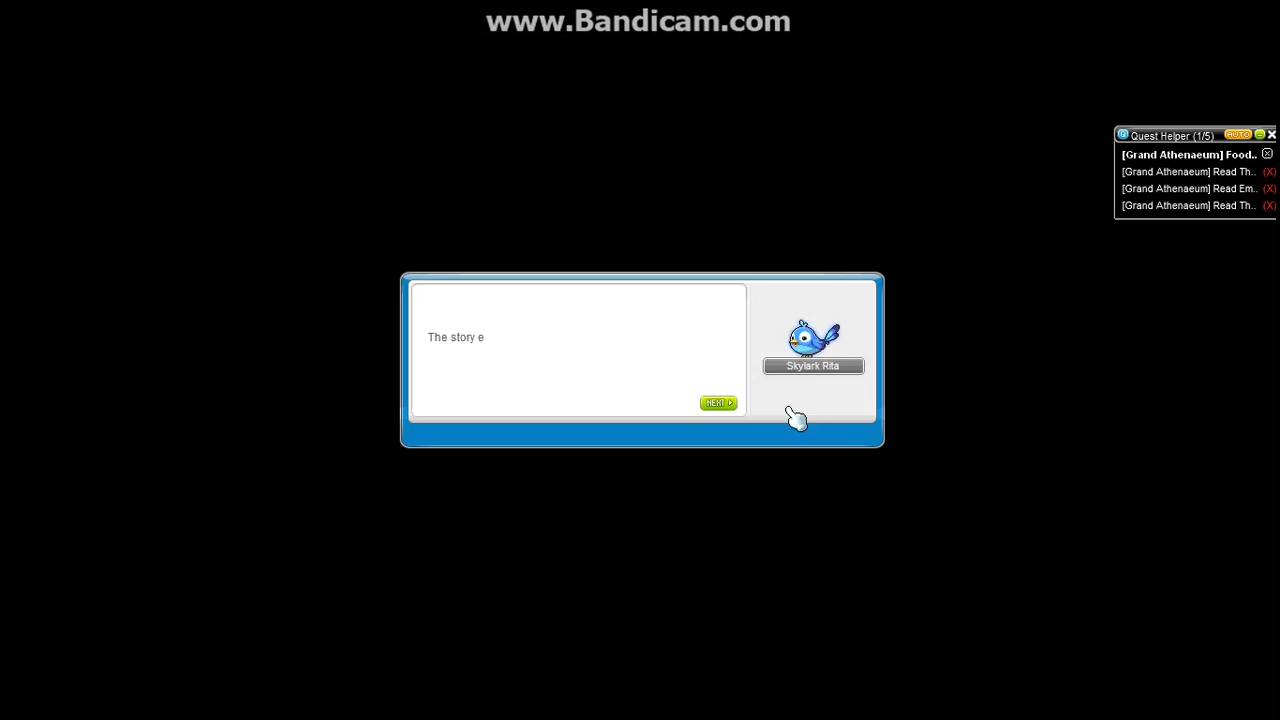 www.Bandicam.com
Quest Helper (1/5) AUTO
[Grand Athenaeum] Food..
[Grand Athenaeum] Read Th.. (X)
[Grand Athenaeum] Read Em.. (X)
[Grand Athenaeum] Read Th.. (X)
The story e
Skylark Rita
NEXT